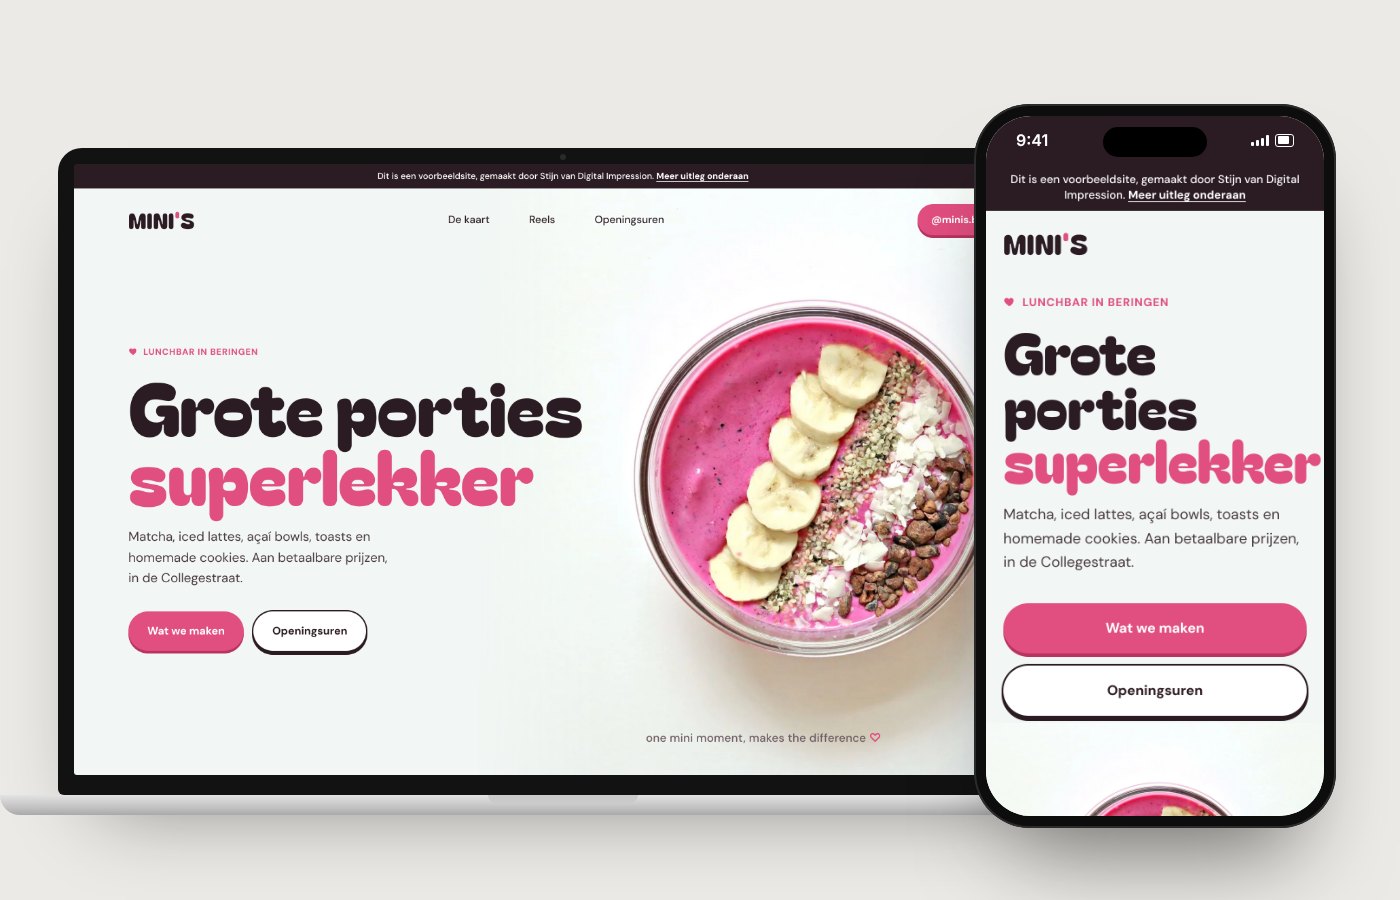 Dit is een voorbeeldsite, gemaakt door Stijn van Digital Impression. Meer uitleg onderaan
MINI'S
De kaart
Reels
Openingsuren
LUNCHBAR IN BERINGEN
Grote porties
superlekker
Matcha, iced lattes, açaí bowls, toasts en
homemade cookies. Aan betaalbare prijzen,
in de Collegestraat.
Wat we maken
Openingsuren
one mini moment, makes the difference
9:41
Dit is een voorbeeldsite, gemaakt door Stijn van Digital
Impression. Meer uitleg onderaan
MINI'S
LUNCHBAR IN BERINGEN
Grote
porties
superlekker
Matcha, iced lattes, açaí bowls, toasts en
homemade cookies. Aan betaalbare prijzen,
in de Collegestraat.
Wat we maken
Openingsuren